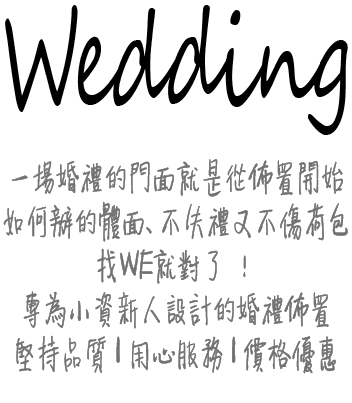 Wedding
一場婚禮的門面就是從佈置開始
如何辦的體面、不失禮又不傷荷包
找WE就對了 !
專為小資新人設計的婚禮佈置
堅持品質 | 用心服務 | 價格優惠